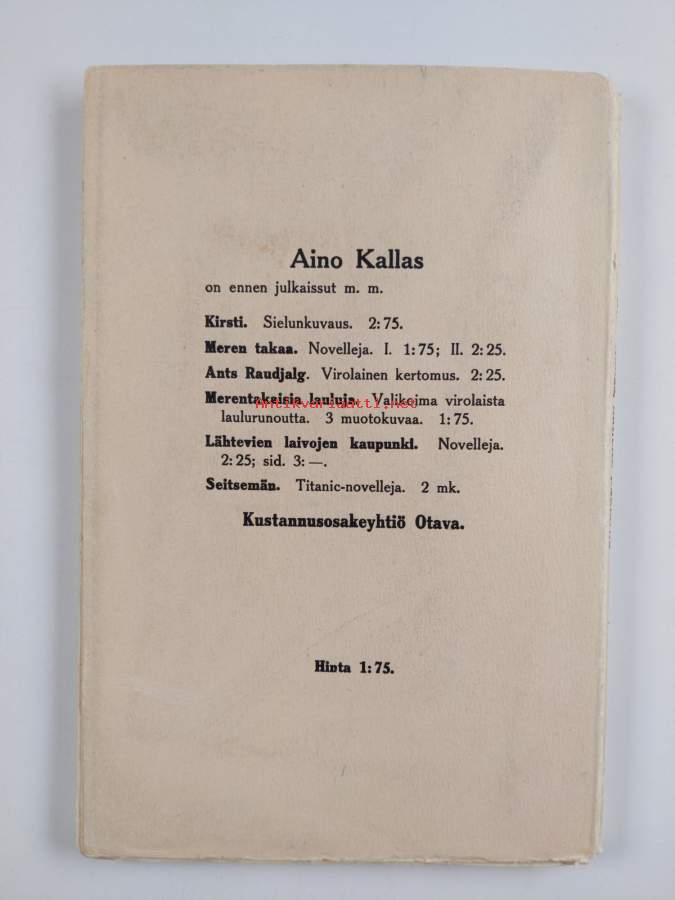 Aino Kallas
on ennen julkaissut m. m.
Kirsti. Sielunkuvaus. 2:75.
Meren takaa. Novelleja. I. 1:75; II. 2:25.
Ants Raudjalg. Virolainen kertomus. 2:25.
Merentakaisia lauluja. Valikoima virolaista
Antikvariaatti.net
laulurunoutta. 3 muotokuvaa. 1:75.
Lähtevien laivojen kaupunki. Novelleja.
2:25; sid. 3:—.
Seitsemän. Titanic-novelleja. 2 mk.
Kustannusosakeyhtiö Otava.
Hinta 1:75.